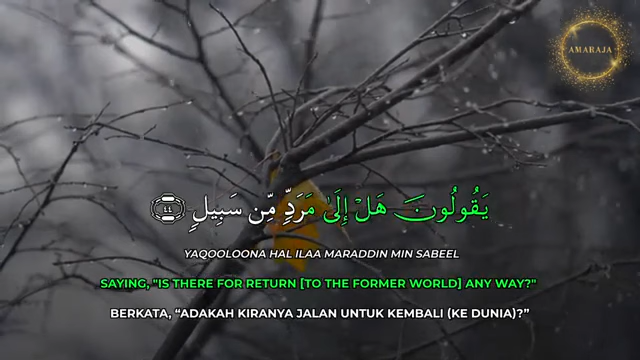 AMARAJA
يَقُولُونَ هَلْ إِلَىٰ مَرَدٍّ مِّن سَبِيلٍ ٤٤
YAQOOLOONA HAL ILAA MARADDIN MIN SABEEL
SAYING, "IS THERE FOR RETURN [TO THE FORMER WORLD] ANY WAY?"
BERKATA, “ADAKAH KIRANYA JALAN UNTUK KEMBALI (KE DUNIA)?”